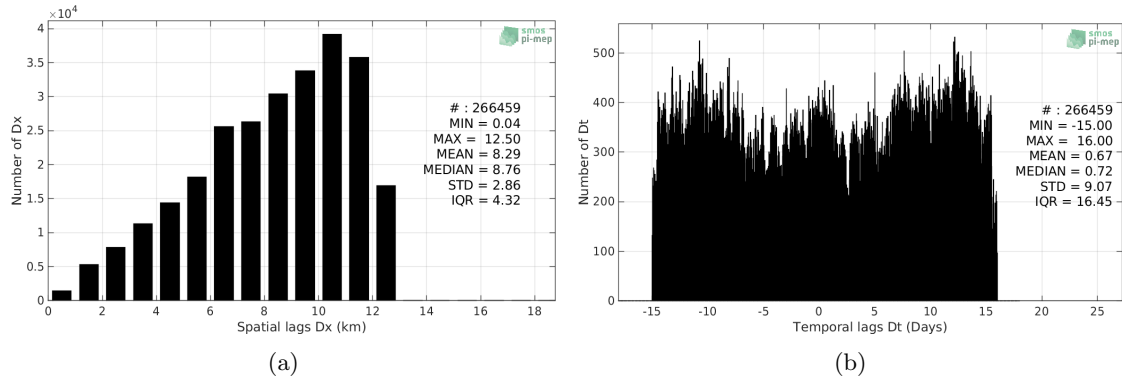 ×10⁴
4
3.5
3
2.5
2
1.5
1
0.5
0
0 2 4 6 8 10 12 14 16 18
Number of Dx
Spatial lags Dx (km)
smos
pi-mep
# : 266459
MIN = 0.04
MAX = 12.50
MEAN = 8.29
MEDIAN = 8.76
STD = 2.86
IQR = 4.32
(a)
500
400
300
200
100
0
-15 -10 -5 0 5 10 15 20 25
Number of Dt
Temporal lags Dt (Days)
smos
pi-mep
# : 266459
MIN = -15.00
MAX = 16.00
MEAN = 0.67
MEDIAN = 0.72
STD = 9.07
IQR = 16.45
(b)